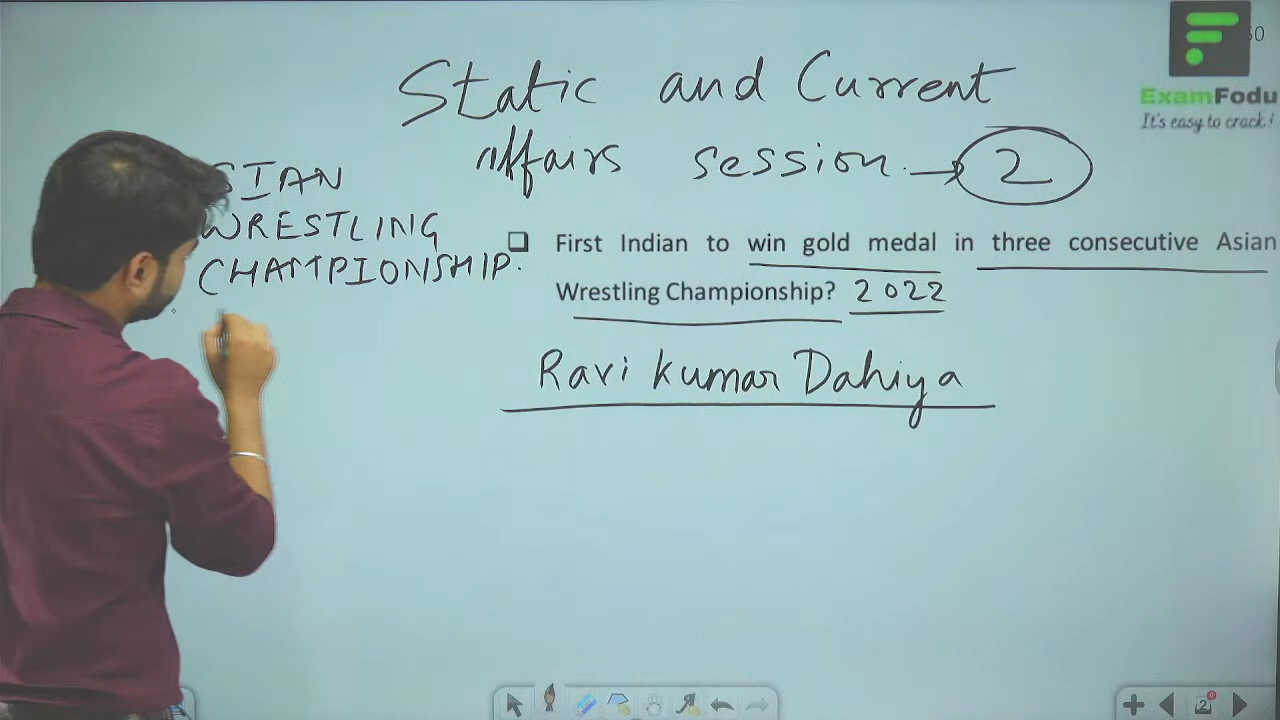 Static and Current
affairs session. → 2
SIAN
WRESTLING
CHAMPIONSHIP.
❑ First Indian to win gold medal in three consecutive Asian
Wrestling Championship? 2022
Ravi Kumar Dahiya
ExamFodu
It's easy to crack!
2